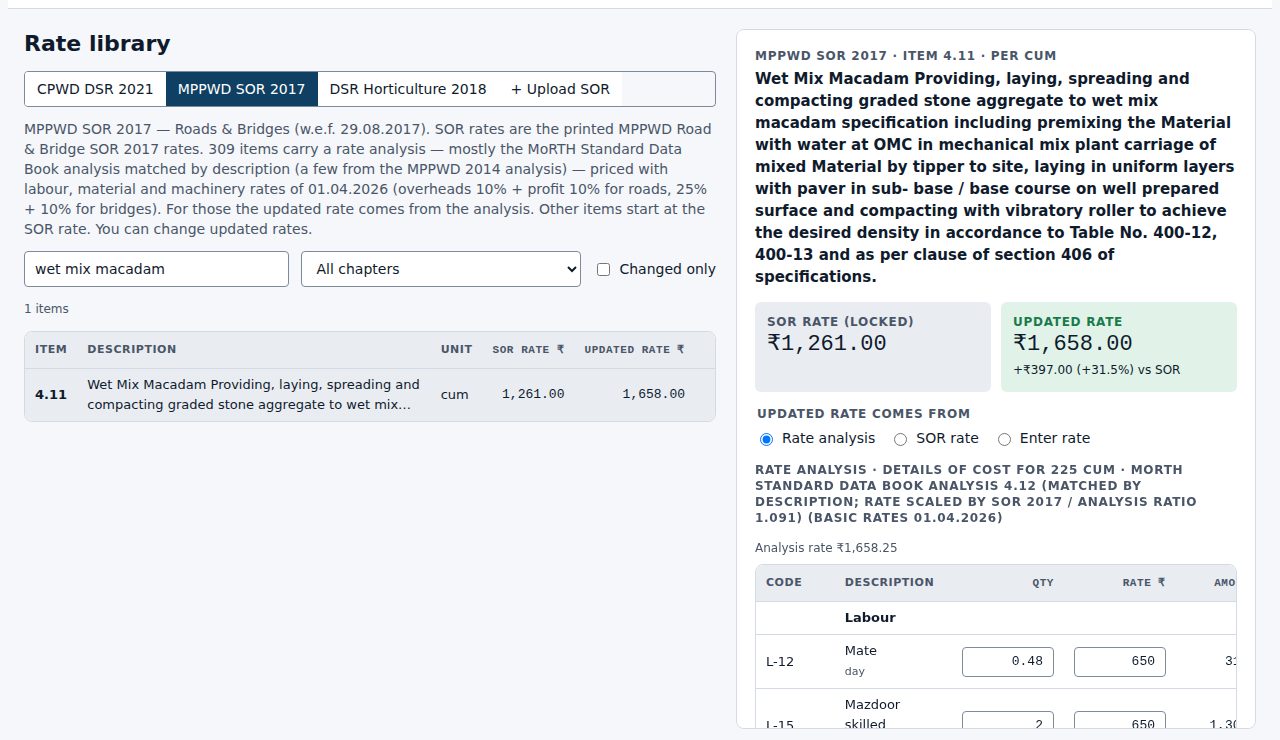 Rate library
CPWD DSR 2021
MPPWD SOR 2017
DSR Horticulture 2018
+ Upload SOR
MPPWD SOR 2017 — Roads & Bridges (w.e.f. 29.08.2017). SOR rates are the printed MPPWD Road
& Bridge SOR 2017 rates. 309 items carry a rate analysis — mostly the MoRTH Standard Data
Book analysis matched by description (a few from the MPPWD 2014 analysis) — priced with
labour, material and machinery rates of 01.04.2026 (overheads 10% + profit 10% for roads, 25%
+ 10% for bridges). For those the updated rate comes from the analysis. Other items start at the
SOR rate. You can change updated rates.
wet mix macadam
All chapters
Changed only
1 items
ITEM DESCRIPTION UNIT SOR RATE ₹ UPDATED RATE ₹
4.11 Wet Mix Macadam Providing, laying, spreading and
compacting graded stone aggregate to wet mix...
cum 1,261.00 1,658.00
MPPWD SOR 2017 · ITEM 4.11 · PER CUM
Wet Mix Macadam Providing, laying, spreading and
compacting graded stone aggregate to wet mix
macadam specification including premixing the Material
with water at OMC in mechanical mix plant carriage of
mixed Material by tipper to site, laying in uniform layers
with paver in sub- base / base course on well prepared
surface and compacting with vibratory roller to achieve
the desired density in accordance to Table No. 400-12,
400-13 and as per clause of section 406 of
specifications.
SOR RATE (LOCKED)
₹1,261.00
UPDATED RATE
₹1,658.00
+₹397.00 (+31.5%) vs SOR
UPDATED RATE COMES FROM
Rate analysis
SOR rate
Enter rate
RATE ANALYSIS · DETAILS OF COST FOR 225 CUM · MORTH
STANDARD DATA BOOK ANALYSIS 4.12 (MATCHED BY
DESCRIPTION; RATE SCALED BY SOR 2017 / ANALYSIS RATIO
1.091) (BASIC RATES 01.04.2026)
Analysis rate ₹1,658.25
CODE DESCRIPTION QTY RATE ₹
Labour
L-12 Mate 0.48 650
day
L-15 Mazdoor 2 650
skilled